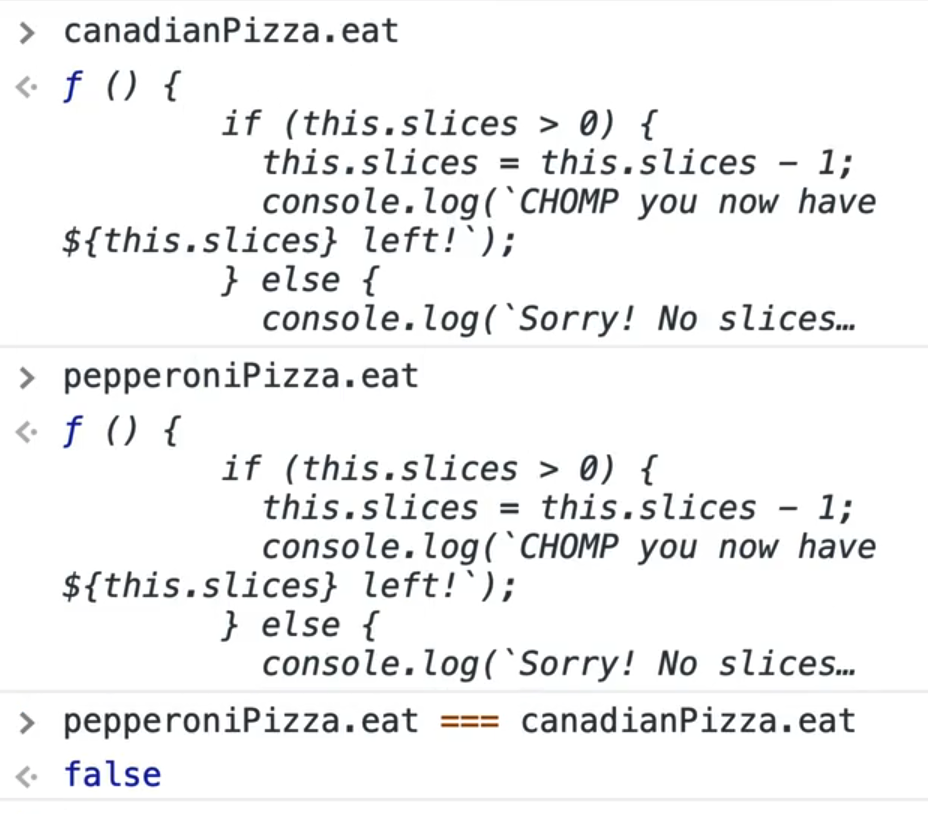 > canadianPizza.eat
<· ƒ () {
        if (this.slices > 0) {
          this.slices = this.slices - 1;
          console.log(`CHOMP you now have
${this.slices} left!`);
        } else {
          console.log(`Sorry! No slices…
> pepperoniPizza.eat
<· ƒ () {
        if (this.slices > 0) {
          this.slices = this.slices - 1;
          console.log(`CHOMP you now have
${this.slices} left!`);
        } else {
          console.log(`Sorry! No slices…
> pepperoniPizza.eat === canadianPizza.eat
<· false